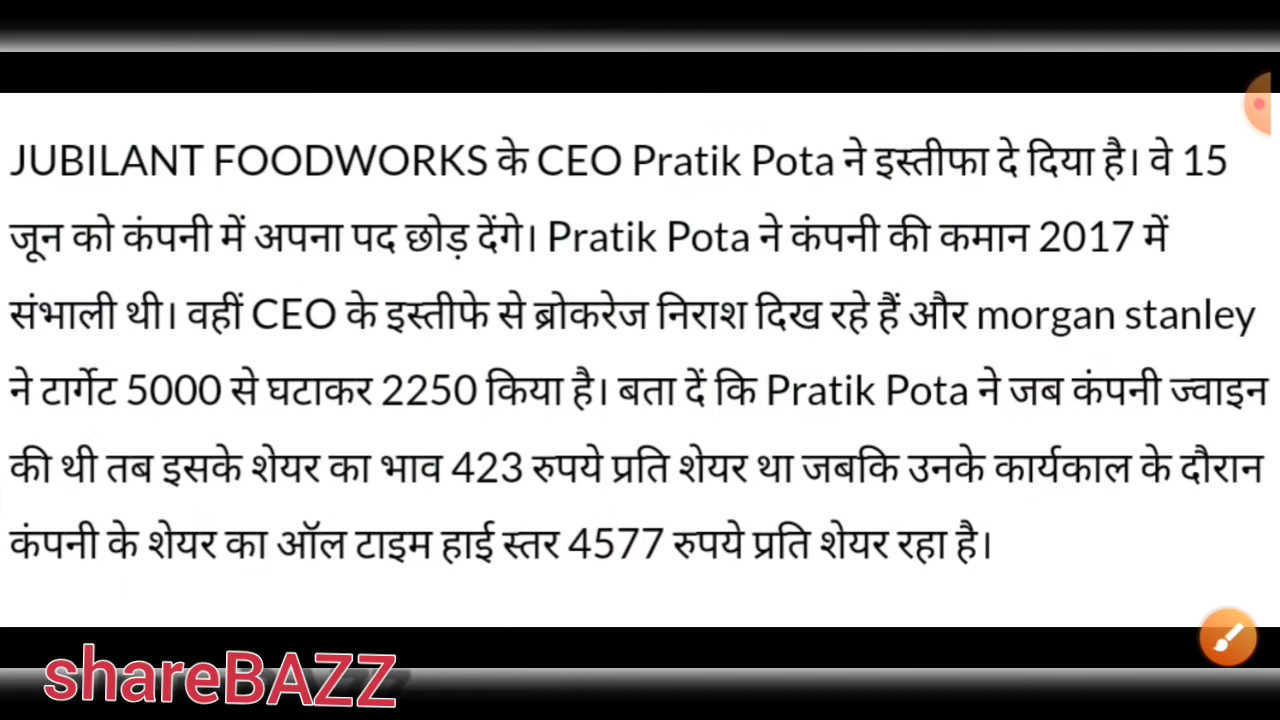 JUBILANT FOODWORKS के CEO Pratik Pota ने इस्तीफा दे दिया है। वे 15
जून को कंपनी में अपना पद छोड़ देंगे। Pratik Pota ने कंपनी की कमान 2017 में
संभाली थी। वहीं CEO के इस्तीफे से ब्रोकरेज निराश दिख रहे हैं और morgan stanley
ने टार्गेट 5000 से घटाकर 2250 किया है। बता दें कि Pratik Pota ने जब कंपनी ज्वाइन
की थी तब इसके शेयर का भाव 423 रुपये प्रति शेयर था जबकि उनके कार्यकाल के दौरान
कंपनी के शेयर का ऑल टाइम हाई स्तर 4577 रुपये प्रति शेयर रहा है।
shareBAZZ